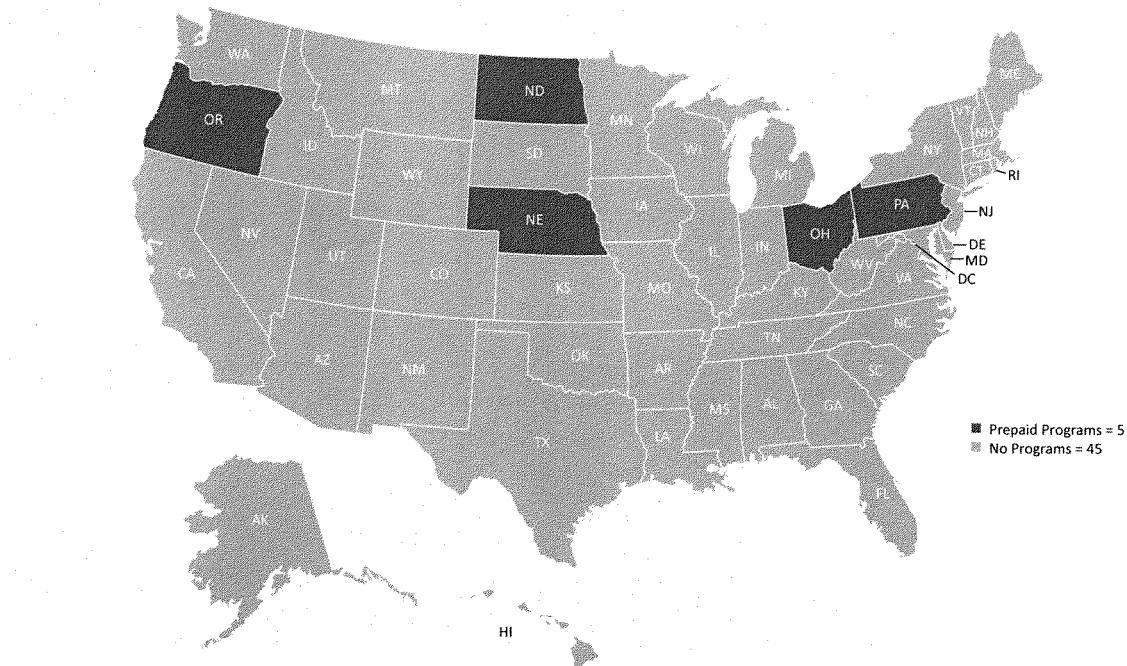 WA
MT
ND
MN
ME
VT
NH
OR
ID
SD
WI
NY
MA
CT
RI
WY
MI
NE
IA
PA
NJ
NV
UT
CO
IL
IN
OH
DE
MD
DC
CA
KS
MO
WV
VA
KY
AZ
NM
OK
AR
TN
NC
SC
MS
AL
GA
TX
LA
FL
Prepaid Programs = 5
No Programs = 45
AK
HI